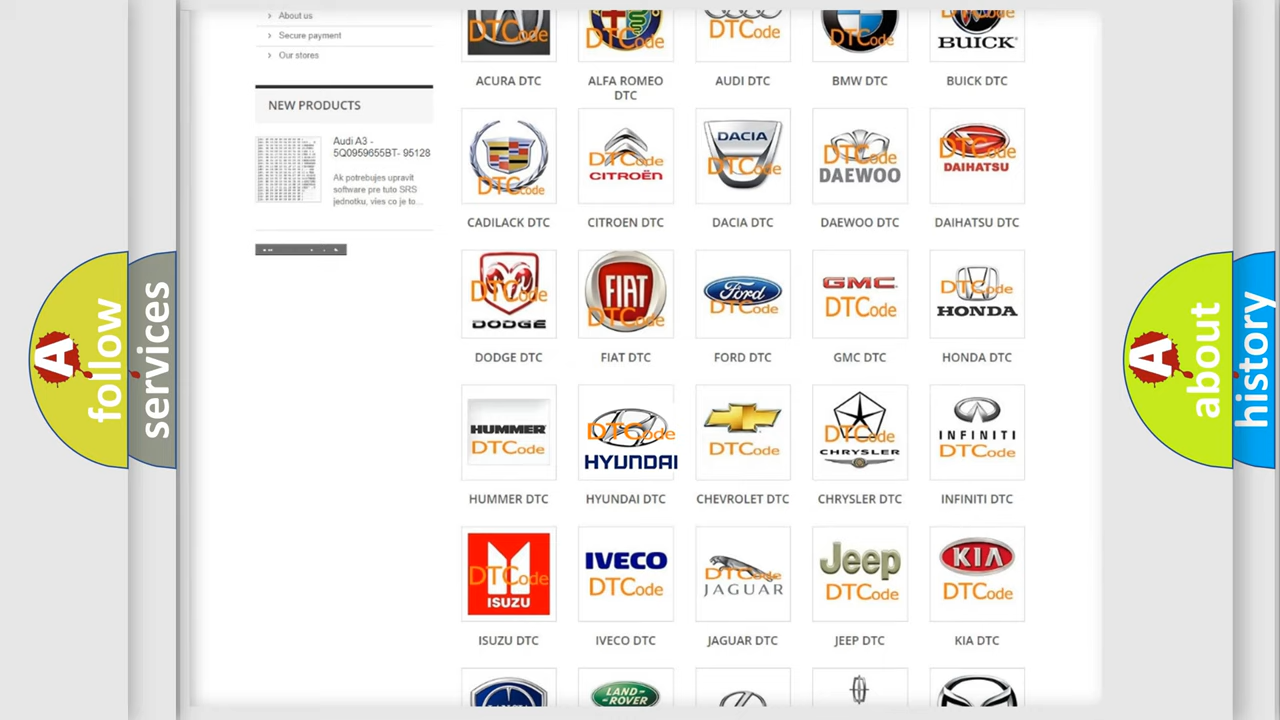 About us
Secure payment
Our stores
NEW PRODUCTS
Audi A3 -
5Q0959655BT- 95128
Ak potrebujes upravit
software pre tuto SRS
jednotku, vies co je to...
DTCode
DTCode
DTCode
DTCode
BUICK
ACURA DTC
ALFA ROMEO
DTC
AUDI DTC
BMW DTC
BUICK DTC
DTCode
DTCode
CITROËN
DACIA
DTCode
DTCode
DAEWOO
DTCode
DAIHATSU
CADILACK DTC
CITROEN DTC
DACIA DTC
DAEWOO DTC
DAIHATSU DTC
DTCode
DODGE
FIAT
DTCode
Ford
DTCode
GMC
DTCode
DTCode
HONDA
DODGE DTC
FIAT DTC
FORD DTC
GMC DTC
HONDA DTC
HUMMER
DTCode
DTCode
HYUNDAI
DTCode
DTCode
CHRYSLER
INFINITI
DTCode
HUMMER DTC
HYUNDAI DTC
CHEVROLET DTC
CHRYSLER DTC
INFINITI DTC
DTCode
ISUZU
IVECO
DTCode
DTCode
JAGUAR
Jeep
DTCode
KIA
DTCode
ISUZU DTC
IVECO DTC
JAGUAR DTC
JEEP DTC
KIA DTC
LAND-
ROVER
A
follow
services
A
about
history